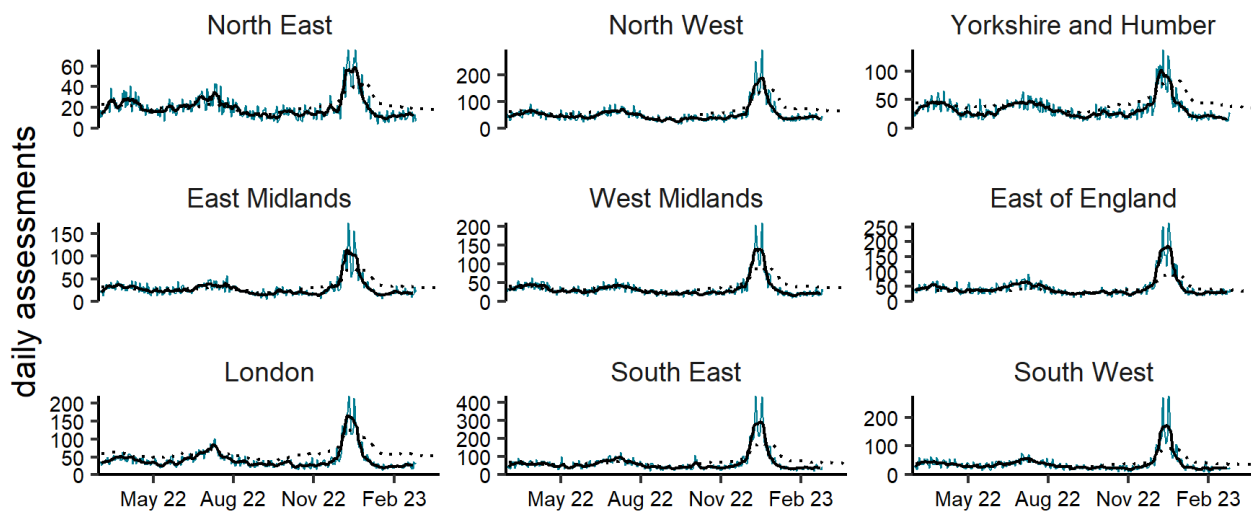 daily assessments
North East
60
40
20
0
North West
200
100
0
Yorkshire and Humber
100
50
0
East Midlands
150
100
50
0
West Midlands
200
150
100
50
0
East of England
250
200
150
100
50
0
London
200
150
100
50
0
South East
400
300
200
100
0
South West
200
100
0
May 22 Aug 22 Nov 22 Feb 23
May 22 Aug 22 Nov 22 Feb 23
May 22 Aug 22 Nov 22 Feb 23